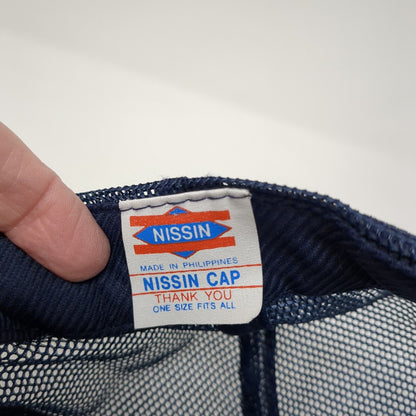 NISSIN
MADE IN PHILIPPINES
NISSIN CAP
THANK YOU
ONE SIZE FITS ALL